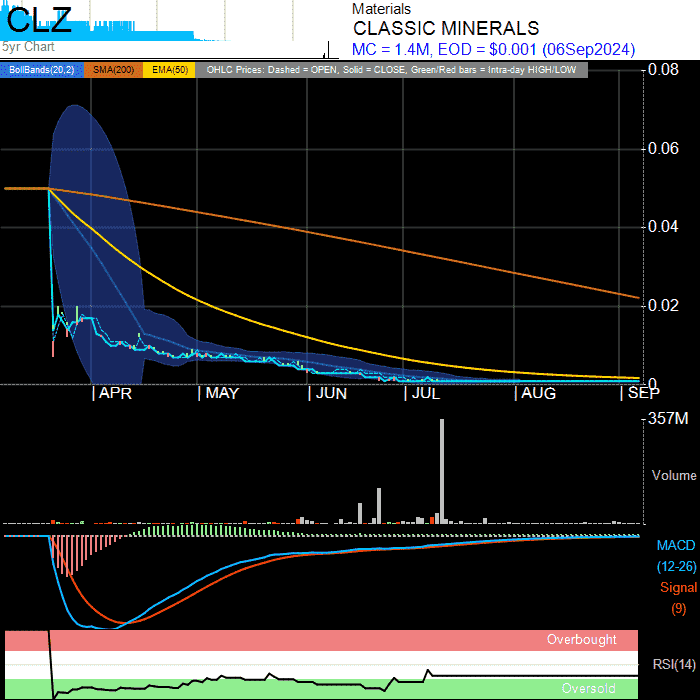 CLZ
5yr Chart
Materials
CLASSIC MINERALS
MC = 1.4M, EOD = $0.001 (06Sep2024)
BollBands(20,2) SMA(200) EMA(50) OHLC Prices: Dashed = OPEN, Solid = CLOSE, Green/Red bars = Intra-day HIGH/LOW
0.08
0.06
0.04
0.02
0
APR MAY JUN JUL AUG SEP
357M
Volume
MACD
(12-26)
Signal
(9)
Overbought
RSI(14)
Oversold